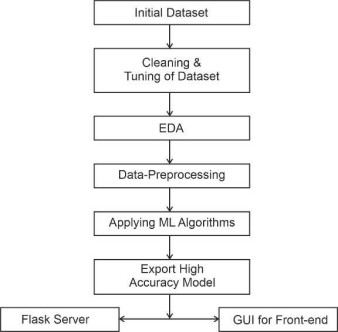 Initial Dataset
Cleaning &
Tuning of Dataset
EDA
Data-Preprocessing
Applying ML Algorithms
Export High
Accuracy Model
Flask Server
GUI for Front-end